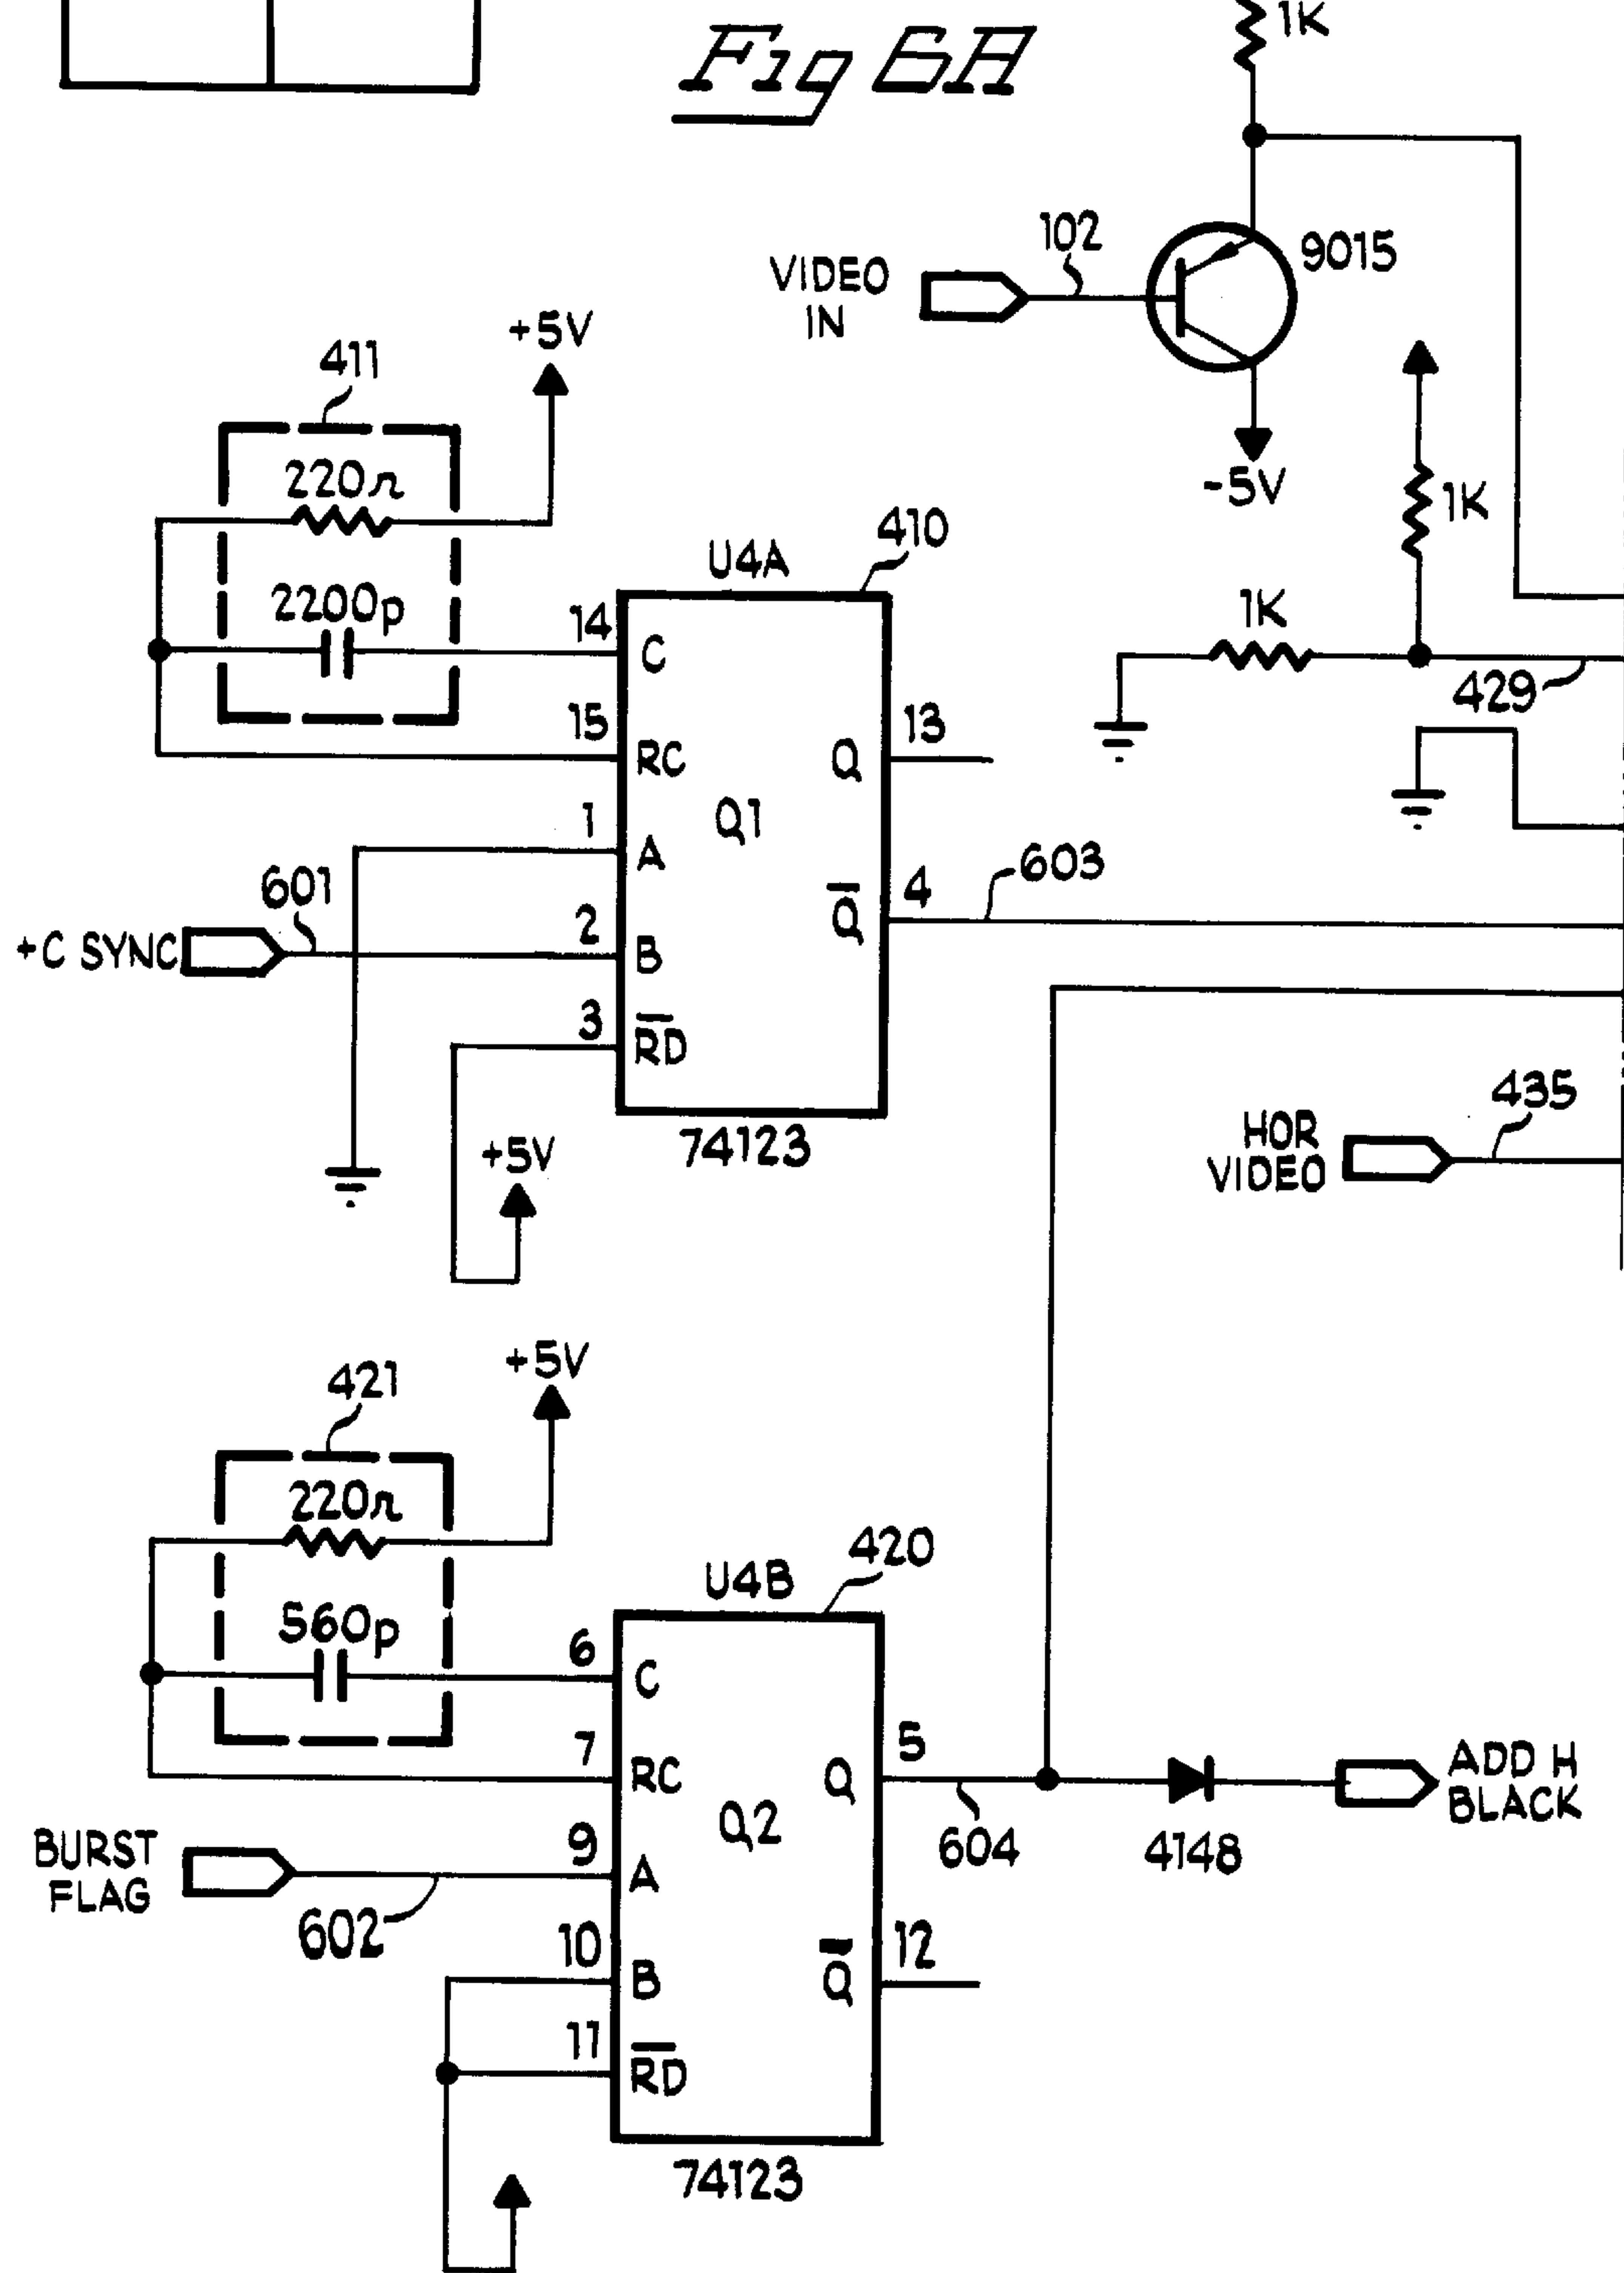 Fig 6A
1K
102
9015
VIDEO
IN
-5V
+5V
411
220Ω
2200p
14
15
1
2
3
U4A
410
C
RC
A
B
R̅D̅
Q1
Q
Q̅
13
4
603
74123
601
+C SYNC
+5V
1K
1K
429
HOR
VIDEO
435
421
+5V
220Ω
560p
6
7
9
10
11
U4B
420
C
RC
A
B
R̅D̅
Q2
Q
Q̅
5
12
604
4148
ADD H
BLACK
BURST
FLAG
602
74123